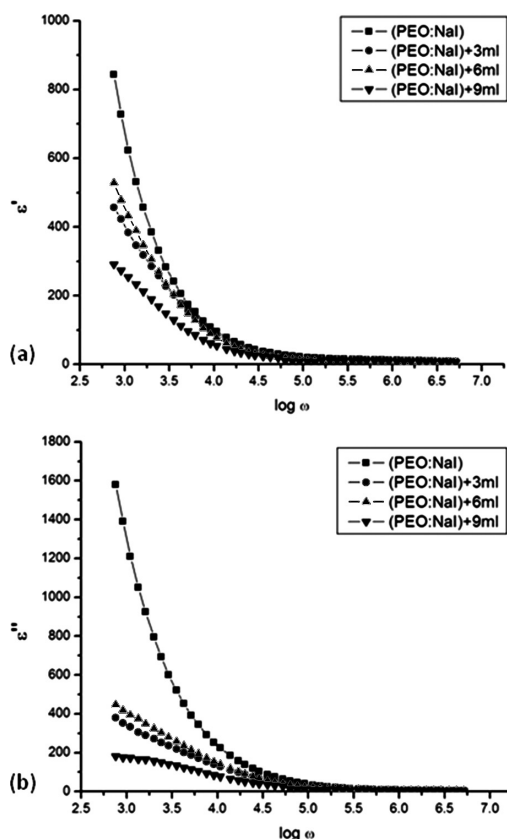 1000
800
600
400
200
0
ε'
(PEO:NaI)
(PEO:NaI)+3ml
(PEO:NaI)+6ml
(PEO:NaI)+9ml
(a)
2.5 3.0 3.5 4.0 4.5 5.0 5.5 6.0 6.5 7.0
log ω
1800
1600
1400
1200
1000
800
600
400
200
0
ε''
(PEO:NaI)
(PEO:NaI)+3ml
(PEO:NaI)+6ml
(PEO:NaI)+9ml
(b)
2.5 3.0 3.5 4.0 4.5 5.0 5.5 6.0 6.5 7.0
log ω